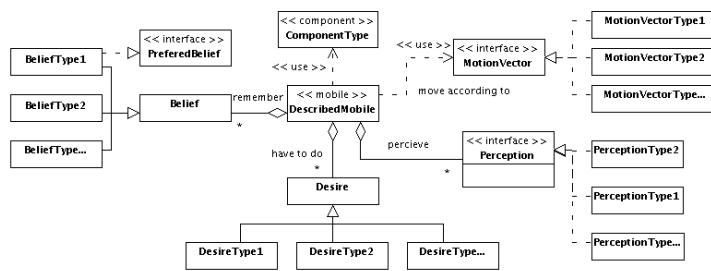 << component >>
ComponentType
<< interface >>
PreferedBelief
BeliefType1
<< use >>
<< use >>
<< interface >>
MotionVector
MotionVectorType1
MotionVectorType2
MotionVectorType...
BeliefType2
Belief
remember
*
<< mobile >>
DescribedMobile
move according to
BeliefType...
have to do
*
percieve
*
<< interface >>
Perception
PerceptionType2
PerceptionType1
PerceptionType...
Desire
DesireType1
DesireType2
DesireType...